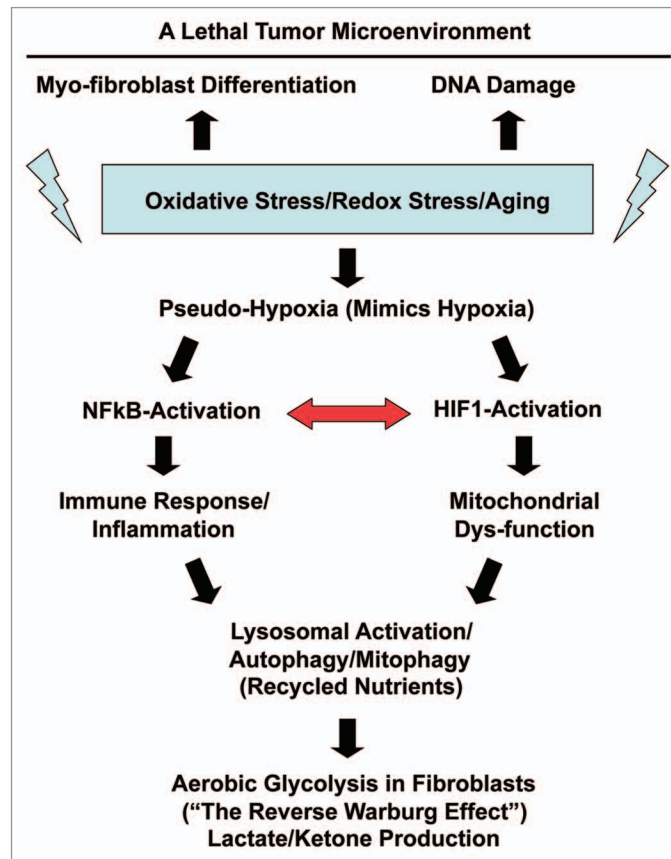 A Lethal Tumor Microenvironment
Myo-fibroblast Differentiation
DNA Damage
Oxidative Stress/Redox Stress/Aging
Pseudo-Hypoxia (Mimics Hypoxia)
NFkB-Activation
HIF1-Activation
Immune Response/
Inflammation
Mitochondrial
Dys-function
Lysosomal Activation/
Autophagy/Mitophagy
(Recycled Nutrients)
Aerobic Glycolysis in Fibroblasts
(“The Reverse Warburg Effect”)
Lactate/Ketone Production